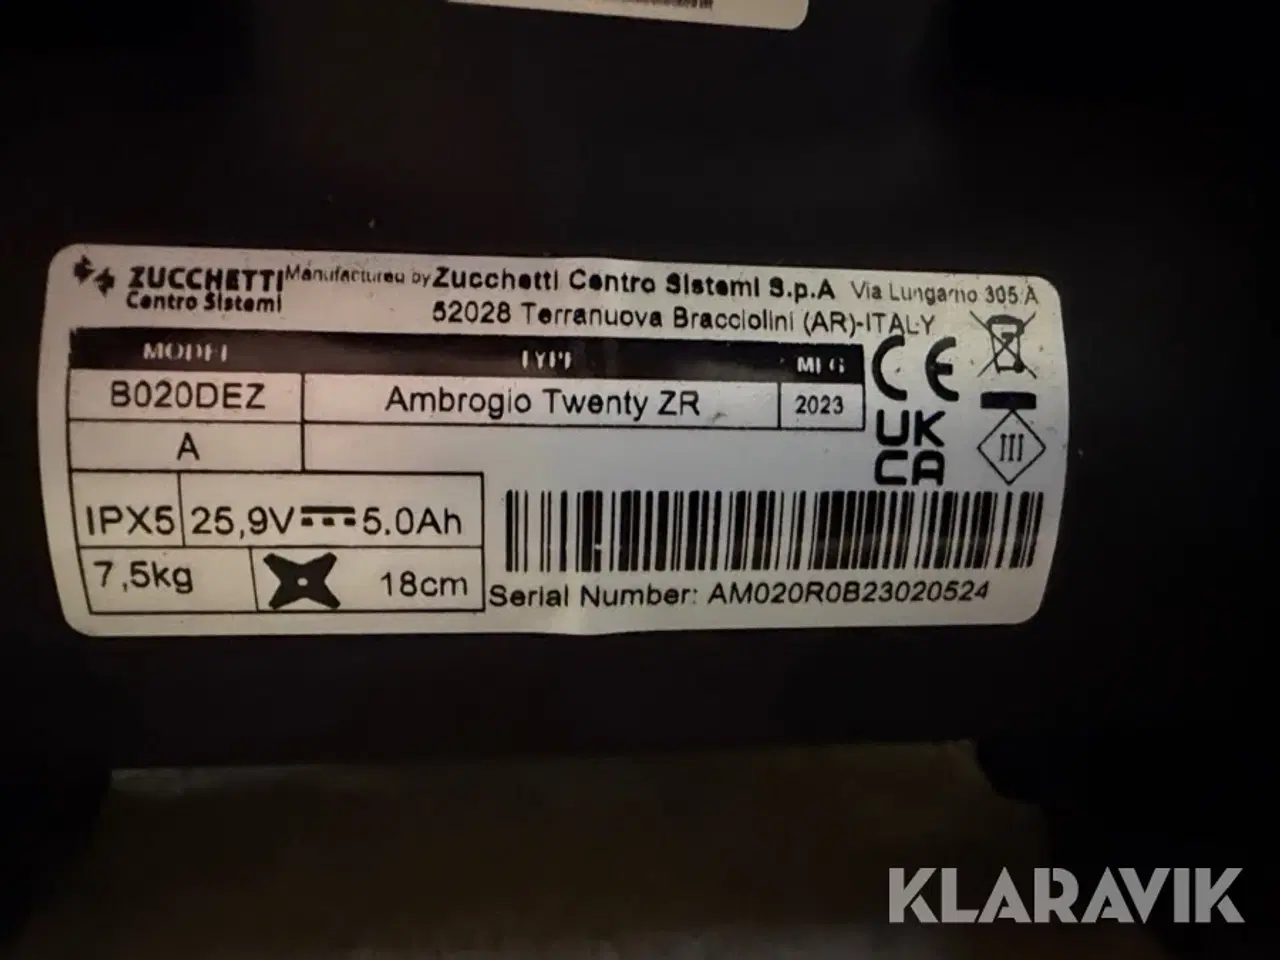 ZUCCHETTI
Centro Sistemi
Manufactured by Zucchetti Centro Sistemi S.p.A Via Lungarno 305/A
52028 Terranuova Bracciolini (AR)-ITALY
MODEL TYPE MFG
B020DEZ Ambrogio Twenty ZR 2023
A
CE
UK
CA
III
IPX5 25,9V 5.0Ah
7,5kg 18cm
Serial Number: AM020R0B23020524
KLARAVIK